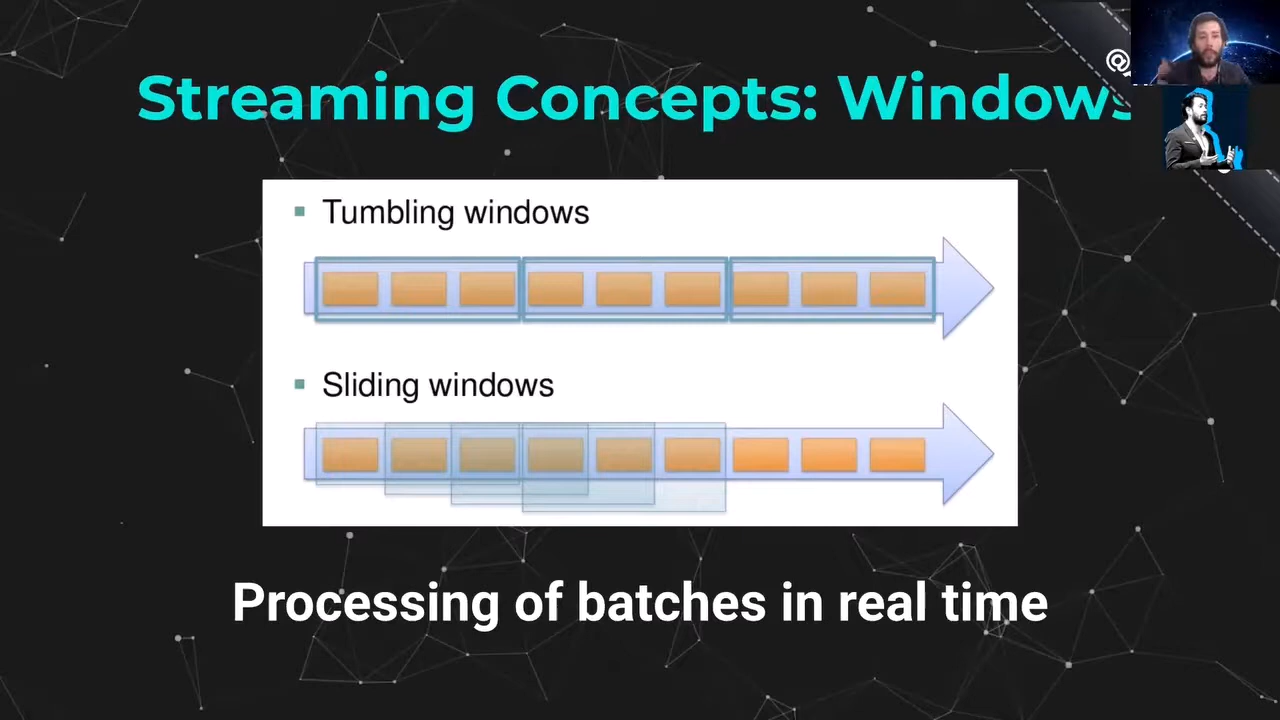 Streaming Concepts: Windows
@
Tumbling windows
Sliding windows
Processing of batches in real time